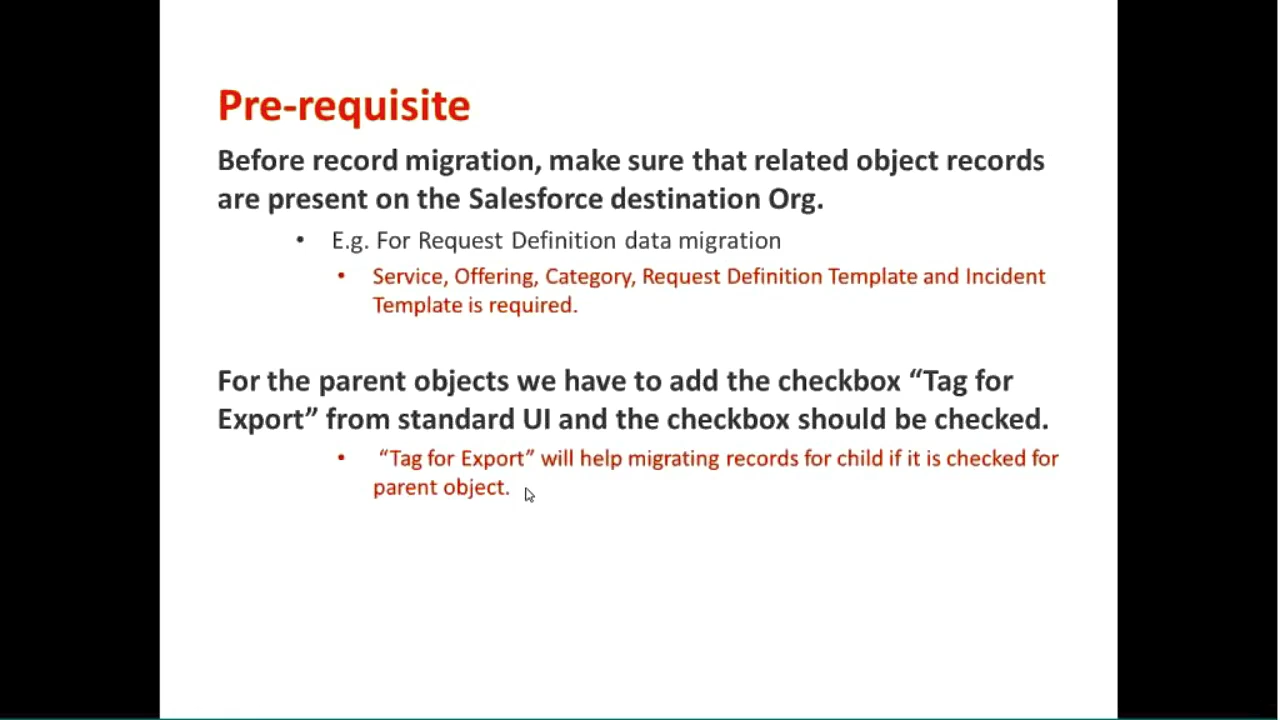 Pre-requisite
Before record migration, make sure that related object records
are present on the Salesforce destination Org.
• E.g. For Request Definition data migration
• Service, Offering, Category, Request Definition Template and Incident
Template is required.
For the parent objects we have to add the checkbox “Tag for
Export” from standard UI and the checkbox should be checked.
• “Tag for Export” will help migrating records for child if it is checked for
parent object.